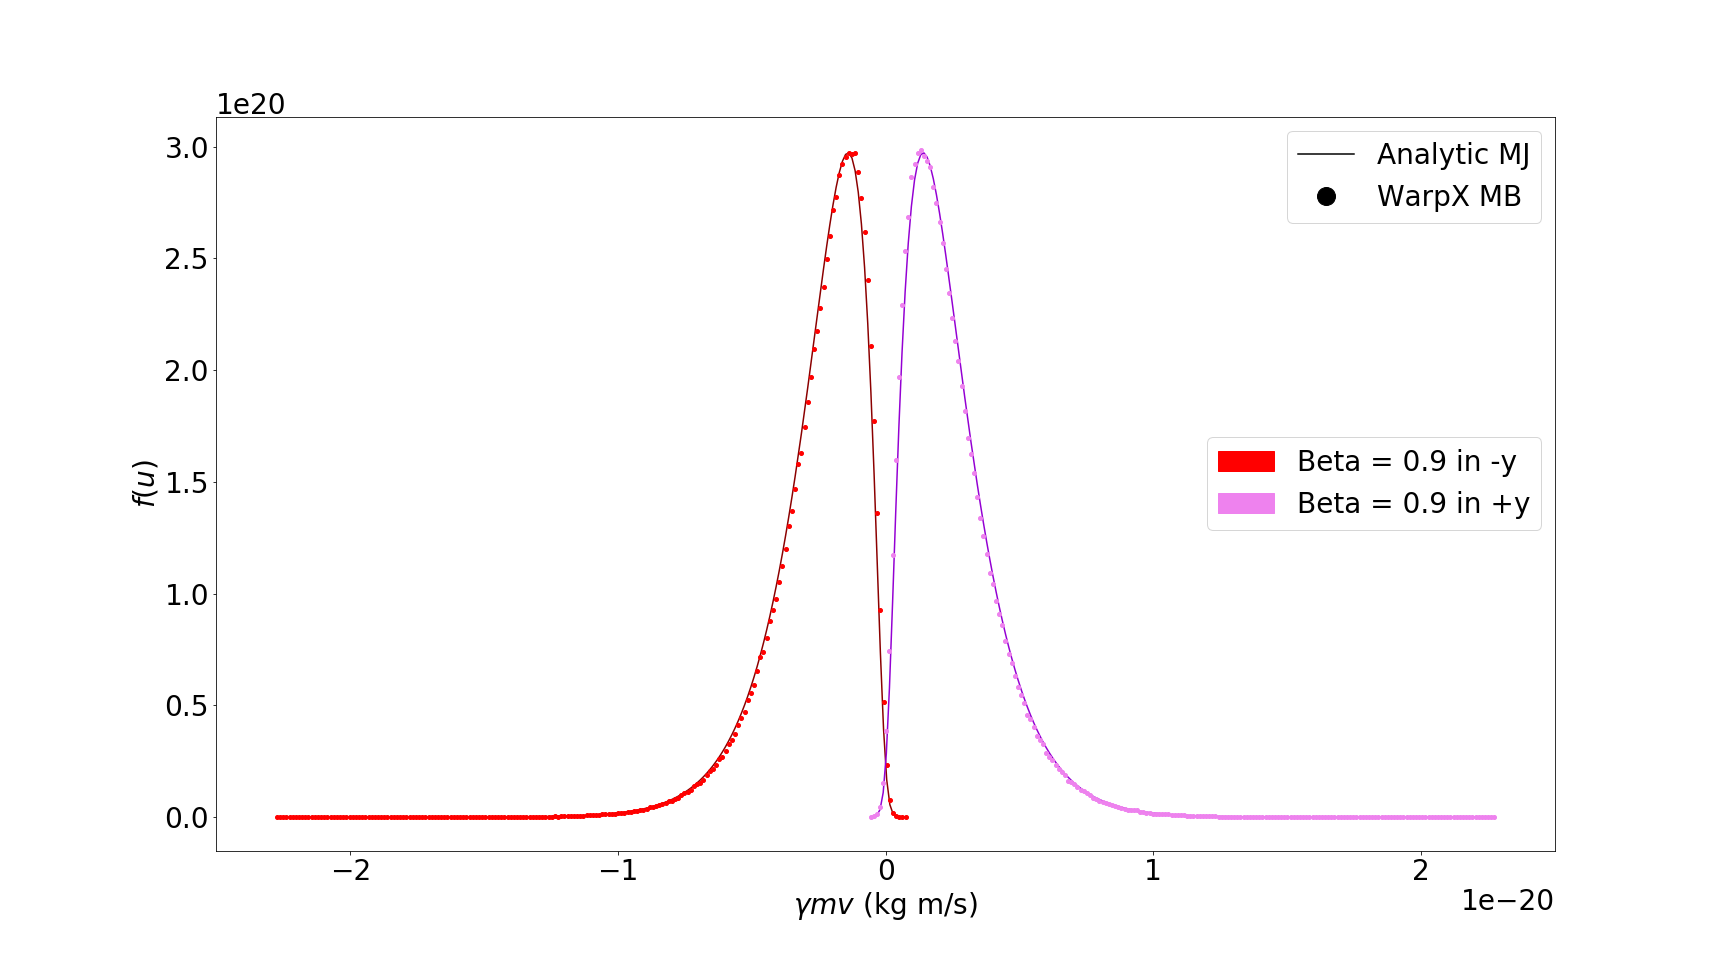 1e20
3.0
2.5
2.0
1.5
1.0
0.5
0.0
f(u)
Analytic MJ
WarpX MB
Beta = 0.9 in -y
Beta = 0.9 in +y
−2
−1
0
1
2
1e−20
γmv (kg m/s)